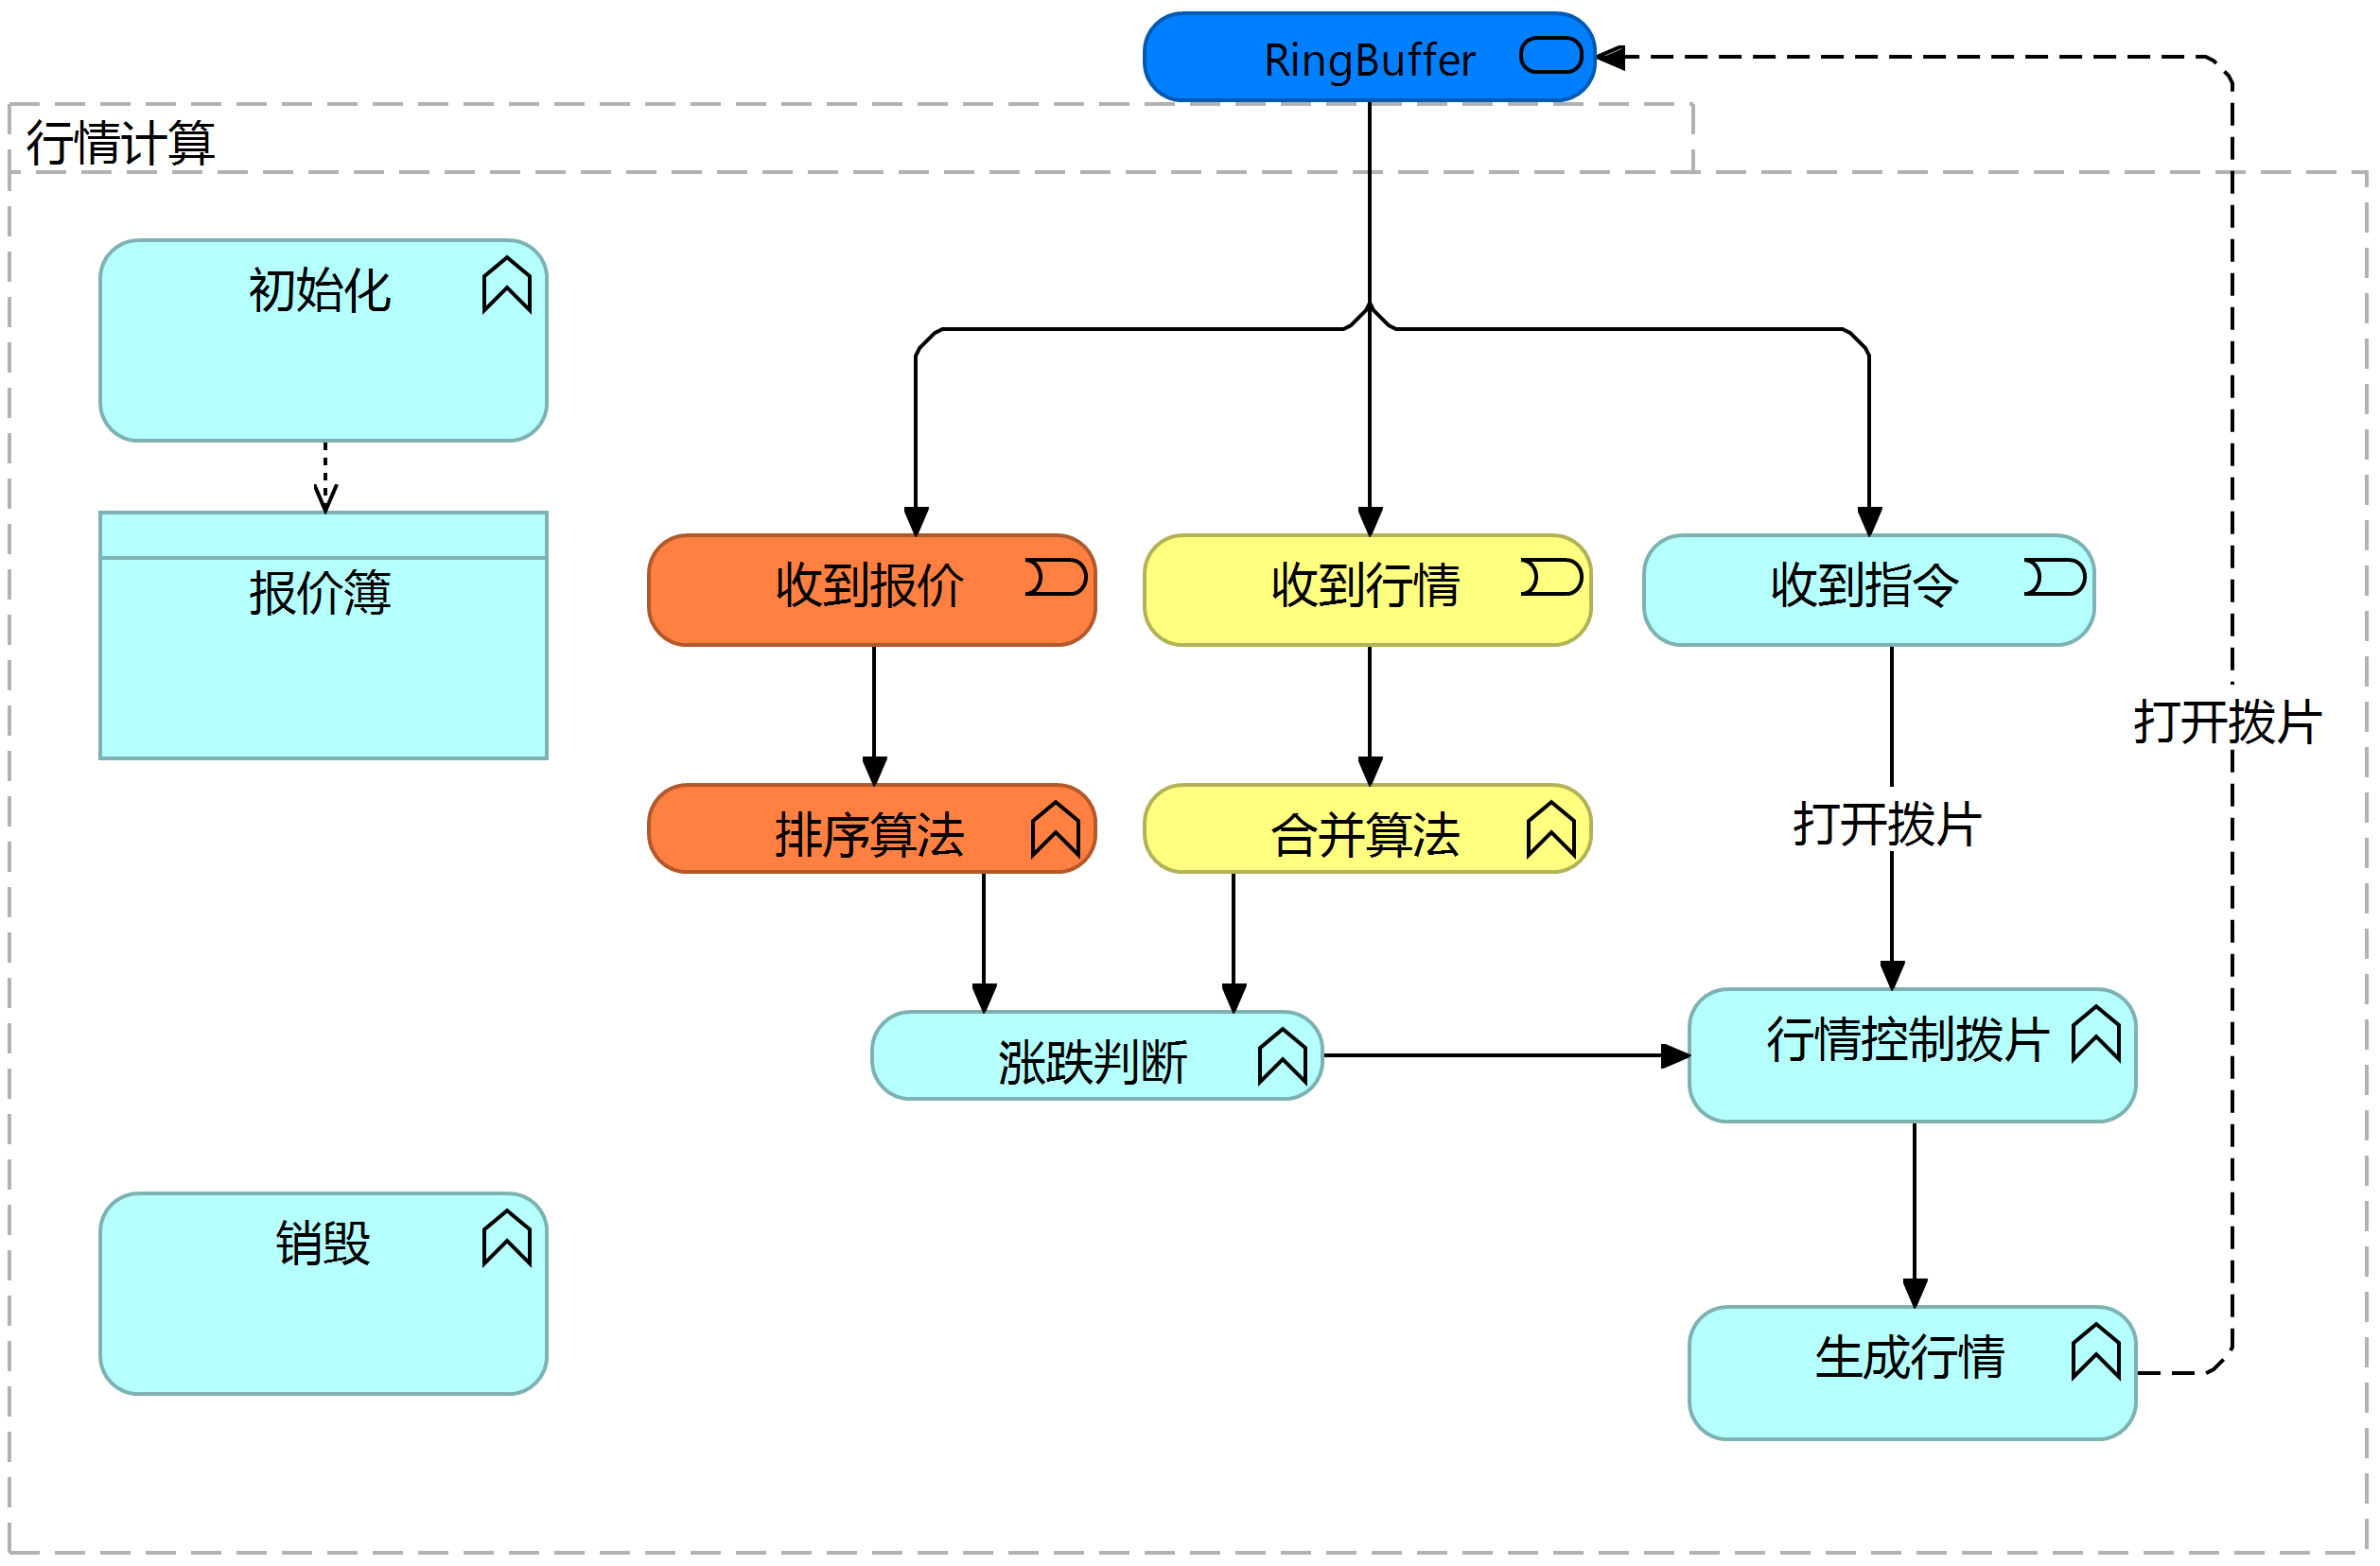 RingBuffer
行情计算
初始化
报价簿
收到报价
收到行情
收到指令
打开拨片
排序算法
合并算法
打开拨片
涨跌判断
行情控制拨片
销毁
生成行情